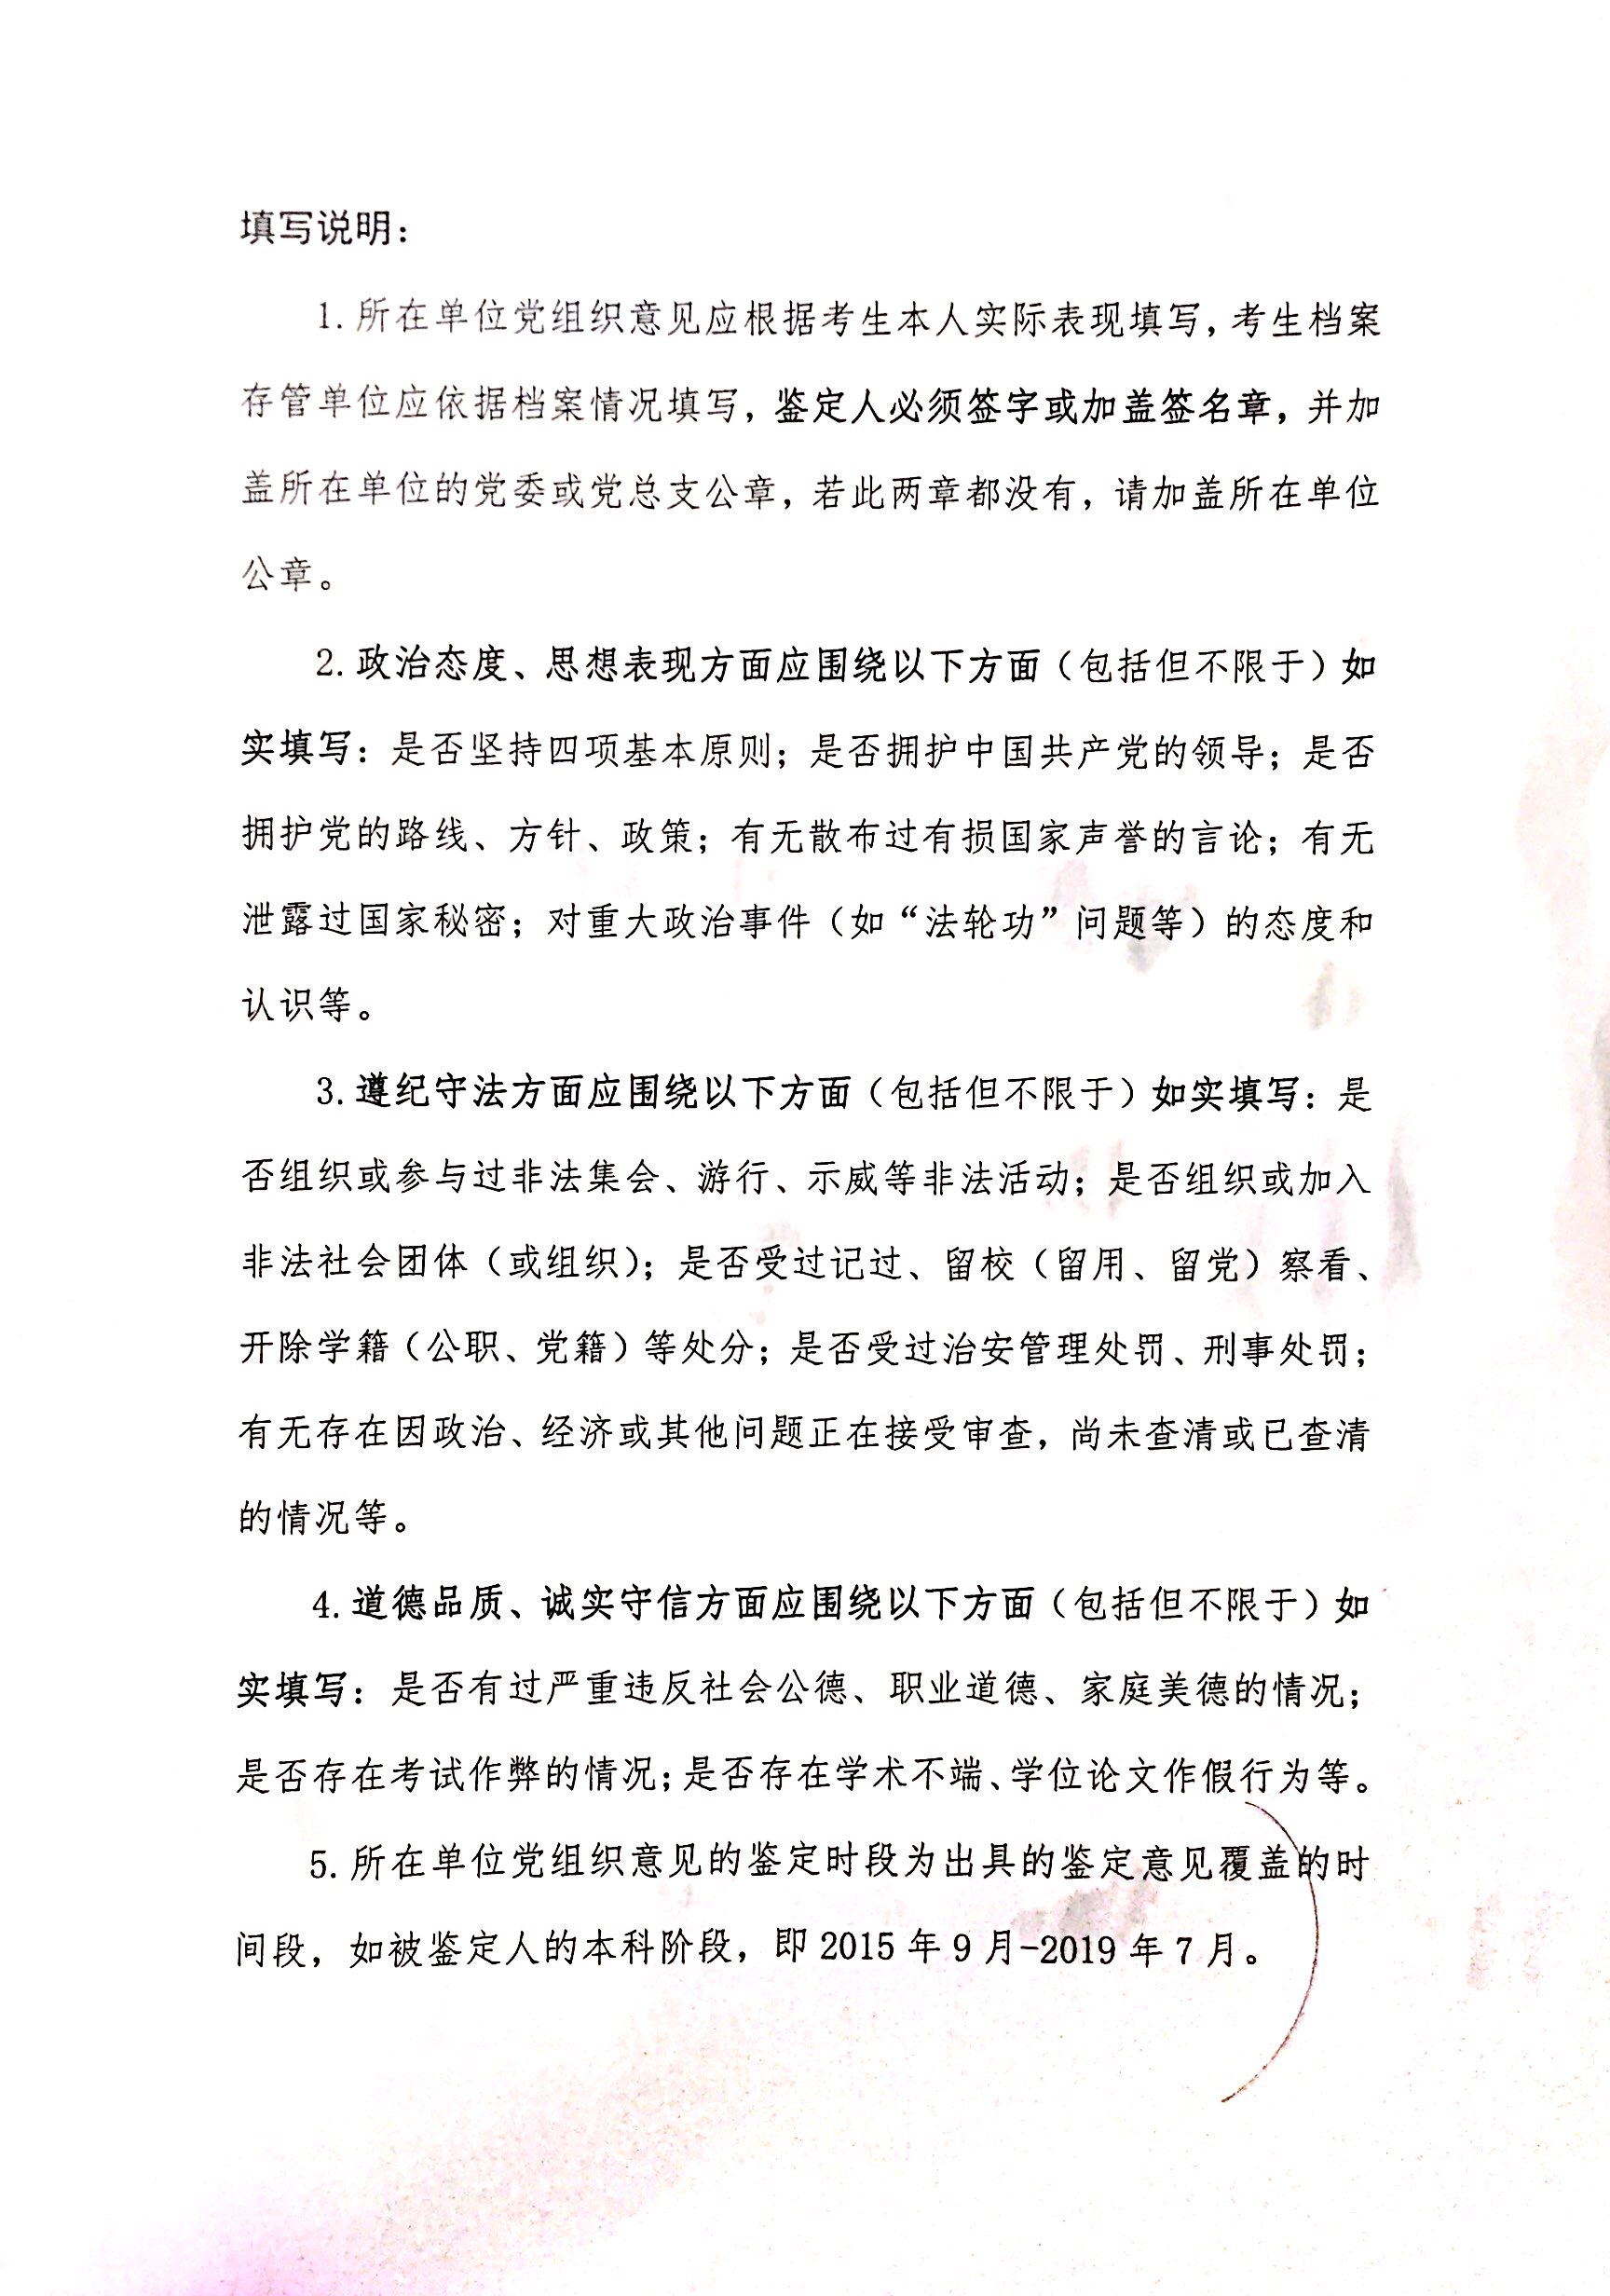 填写说明：
1.所在单位党组织意见应根据考生本人实际表现填写，考生档案
存管单位应依据档案情况填写，鉴定人必须签字或加盖签名章，并加
盖所在单位的党委或党总支公章，若此两章都没有，请加盖所在单位
公章。
2.政治态度、思想表现方面应围绕以下方面（包括但不限于）如
实填写：是否坚持四项基本原则；是否拥护中国共产党的领导；是否
拥护党的路线、方针、政策；有无散布过有损国家声誉的言论；有无
泄露过国家秘密；对重大政治事件（如“法轮功”问题等）的态度和
认识等。
3.遵纪守法方面应围绕以下方面（包括但不限于）如实填写：是
否组织或参与过非法集会、游行、示威等非法活动；是否组织或加入
非法社会团体（或组织）；是否受过记过、留校（留用、留党）察看、
开除学籍（公职、党籍）等处分；是否受过治安管理处罚、刑事处罚；
有无存在因政治、经济或其他问题正在接受审查，尚未查清或已查清
的情况等。
4.道德品质、诚实守信方面应围绕以下方面（包括但不限于）如
实填写：是否有过严重违反社会公德、职业道德、家庭美德的情况；
是否存在考试作弊的情况；是否存在学术不端、学位论文作假行为等。
5.所在单位党组织意见的鉴定时段为出具的鉴定意见覆盖的时
间段，如被鉴定人的本科阶段，即2015年9月-2019年7月。